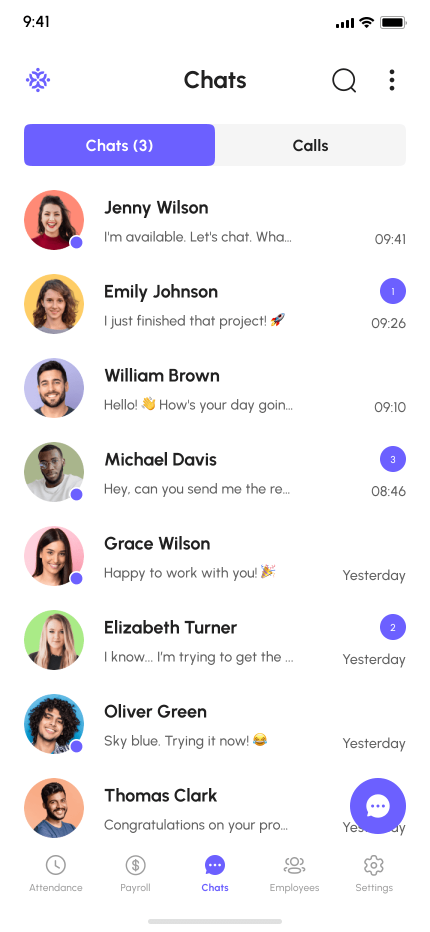 9:41
Chats
Chats (3)
Calls
Jenny Wilson
I'm available. Let's chat. Wha...
09:41
Emily Johnson
1
I just finished that project! 🚀
09:26
William Brown
Hello! 👋 How's your day goin...
09:10
Michael Davis
3
Hey, can you send me the re...
08:46
Grace Wilson
Happy to work with you! 🎉
Yesterday
Elizabeth Turner
2
I know... I'm trying to get the ...
Yesterday
Oliver Green
Sky blue. Trying it now! 😂
Yesterday
Thomas Clark
Congratulations on your pro...
Attendance
Payroll
Chats
Employees
Settings